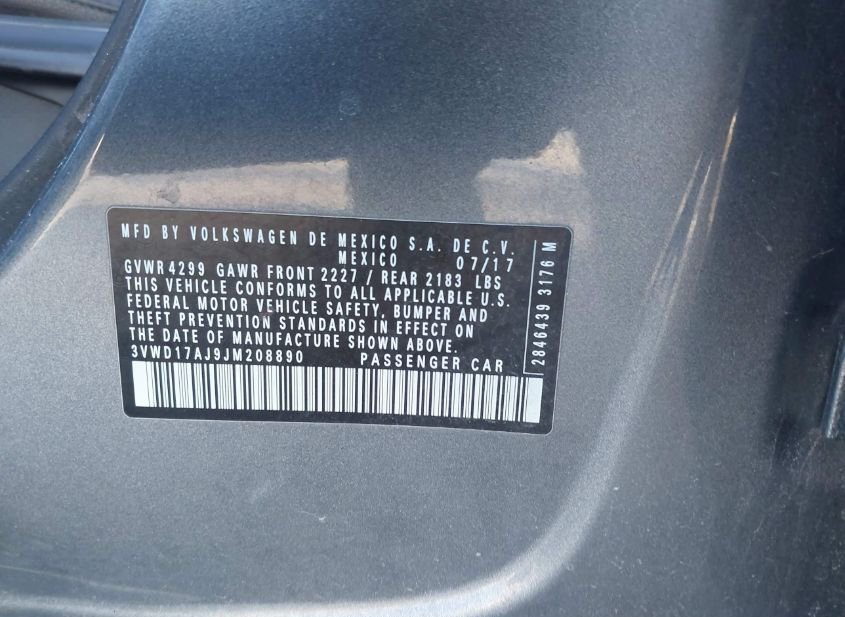 MFD BY VOLKSWAGEN DE MEXICO S.A. DE C.V.
MEXICO 07/17
GVWR 4299 GAWR FRONT 2227 / REAR 2183 LBS
THIS VEHICLE CONFORMS TO ALL APPLICABLE U.S.
FEDERAL MOTOR VEHICLE SAFETY, BUMPER AND
THEFT PREVENTION STANDARDS IN EFFECT ON
THE DATE OF MANUFACTURE SHOWN ABOVE.
3VWD17AJ9JM208890 PASSENGER CAR
2846439 3176 M